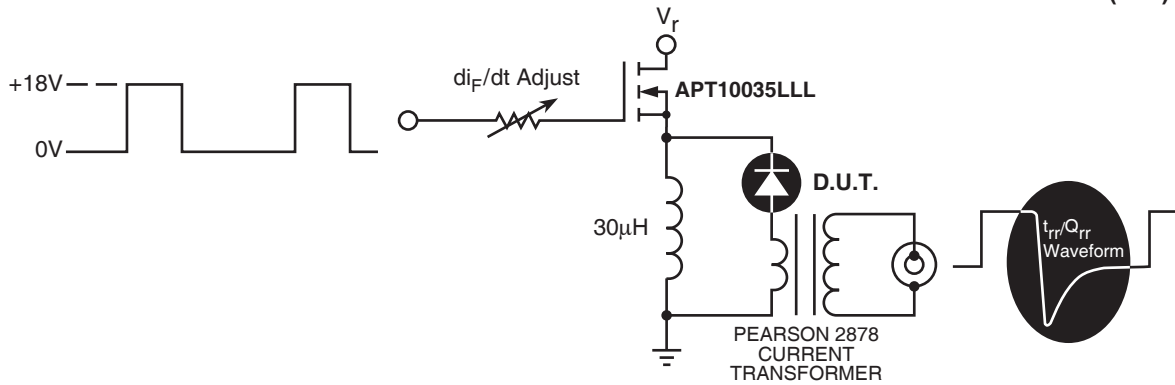 V_r
+18V
di_F/dt Adjust
APT10035LLL
0V
D.U.T.
30μH
t_rr/Q_rr
Waveform
PEARSON 2878
CURRENT
TRANSFORMER